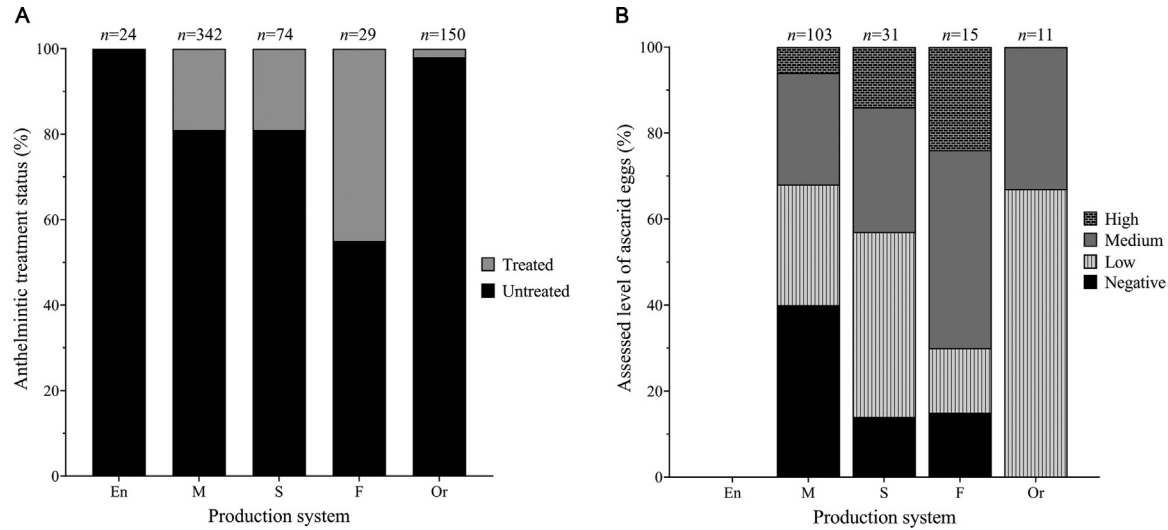 A
n=24 n=342 n=74 n=29 n=150
Anthelmintic treatment status (%)
100
80
60
40
20
0
En M S F Or
Production system
Treated
Untreated
B
n=103 n=31 n=15 n=11
Assessed level of ascarid eggs (%)
100
80
60
40
20
0
En M S F Or
Production system
High
Medium
Low
Negative